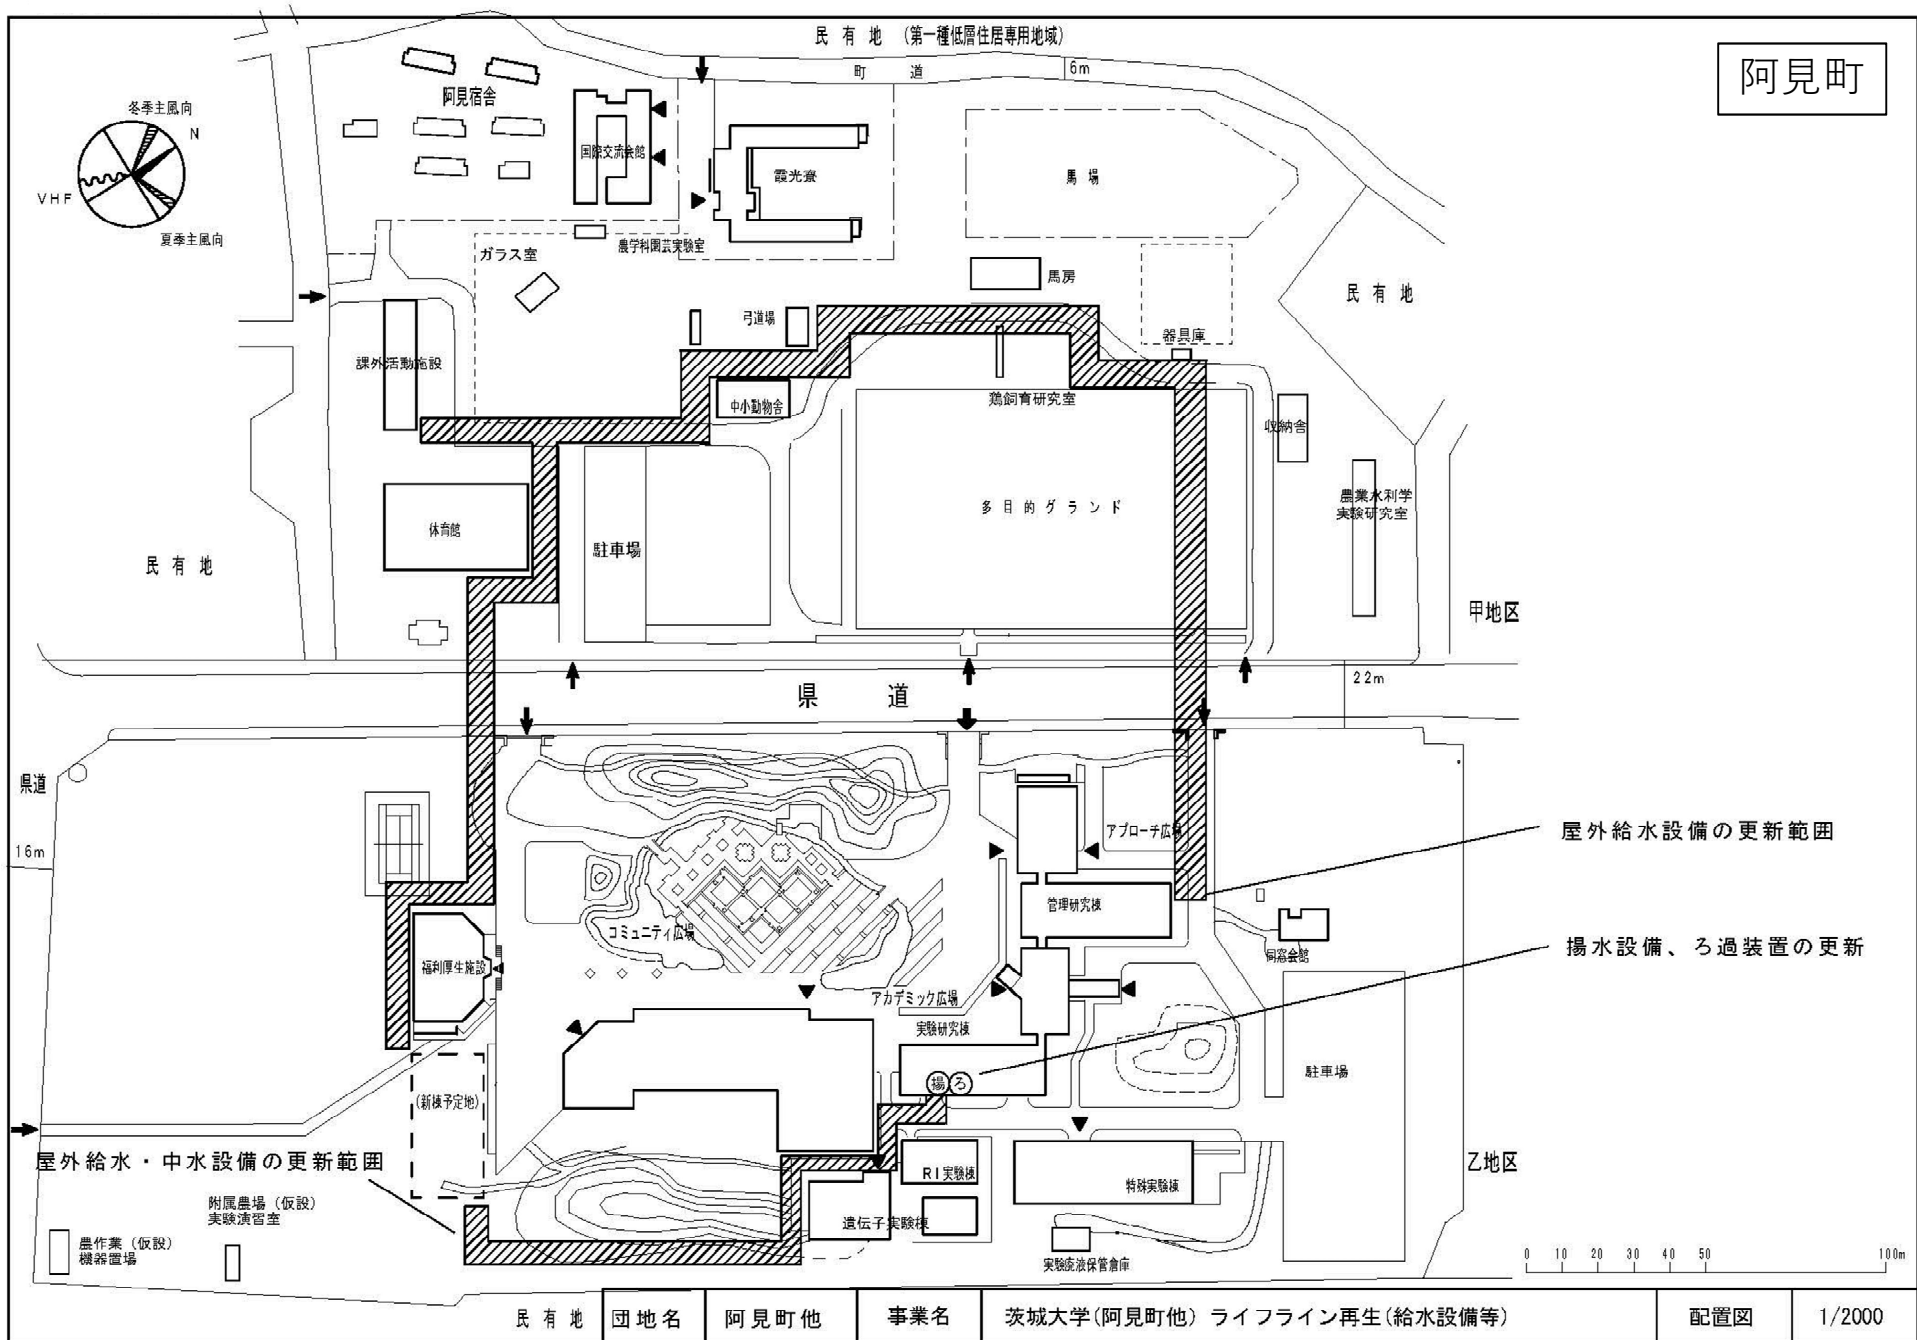 民有地 (第一種低層住居専用地域)
町道
6m
阿見町
冬季主風向
N
VHF
夏季主風向
阿見宿舎
国際交流会館
霞光寮
馬場
ガラス室
農学科園芸実験室
馬房
民有地
弓道場
器具庫
課外活動施設
中小動物舎
鶏飼育研究室
収納舎
農業水利学
実験研究室
多目的グランド
体育館
駐車場
民有地
甲地区
県道
22m
県道
16m
アプローチ広場
屋外給水設備の更新範囲
管理研究棟
コミュニティ広場
同窓会館
揚水設備、ろ過装置の更新
福利厚生施設
アカデミック広場
実験研究棟
駐車場
揚
ろ
(新棟予定地)
屋外給水・中水設備の更新範囲
RI実験棟
特殊実験棟
乙地区
附属農場(仮設)
実験演習室
遺伝子実験棟
農作業(仮設)
機器置場
実験廃液保管倉庫
0 10 20 30 40 50 100m
民有地
団地名
阿見町他
事業名
茨城大学(阿見町他)ライフライン再生(給水設備等)
配置図
1/2000